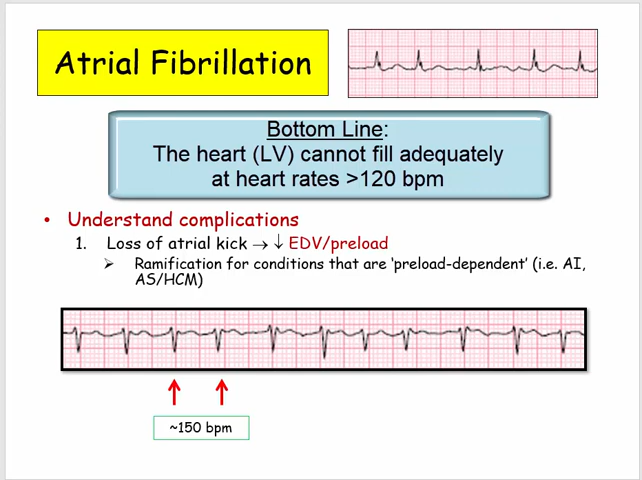 Atrial Fibrillation
Bottom Line:
The heart (LV) cannot fill adequately
at heart rates >120 bpm
• Understand complications
1. Loss of atrial kick → ↓ EDV/preload
➢ Ramification for conditions that are ‘preload-dependent’ (i.e. AI,
AS/HCM)
~150 bpm